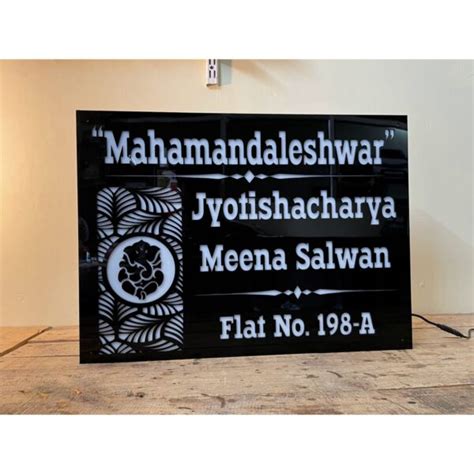 "Mahamandaleshwar"
Jyotishacharya
Meena Salwan
Flat No. 198-A